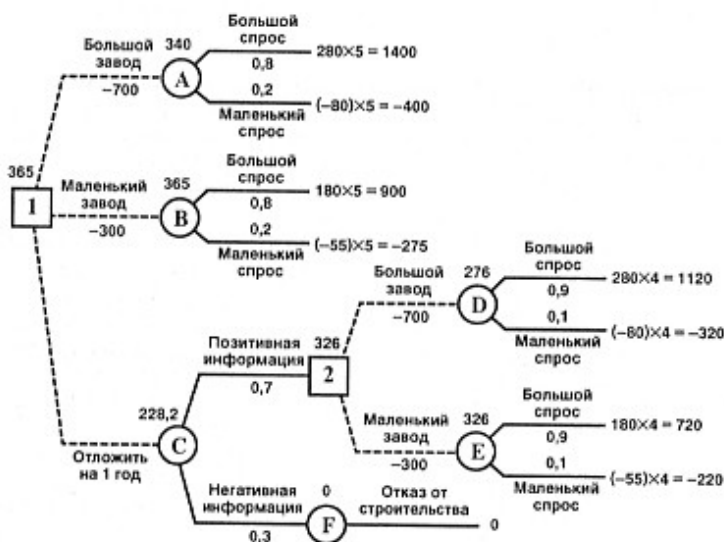 Большой
завод
−700
340
A
Большой
спрос
0,8
280×5 = 1400
0,2
Маленький
спрос
(−80)×5 = −400
365
1
Маленький
завод
−300
365
B
Большой
спрос
0,8
180×5 = 900
0,2
Маленький
спрос
(−55)×5 = −275
Отложить
на 1 год
228,2
C
Позитивная
информация
0,7
326
2
Большой
завод
−700
276
D
Большой
спрос
0,9
280×4 = 1120
0,1
Маленький
спрос
(−80)×4 = −320
Маленький
завод
−300
326
E
Большой
спрос
0,9
180×4 = 720
0,1
Маленький
спрос
(−55)×4 = −220
Негативная
информация
0,3
0
F
Отказ от
строительства
0